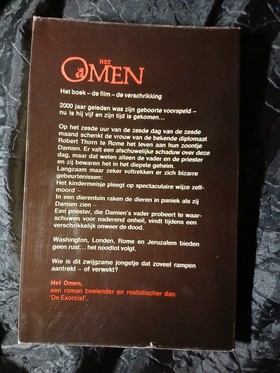 HET
OMEN
Het boek – de film – de verschrikking
2000 jaar geleden was zijn geboorte voorspeld –
nu is hij vijf en zijn tijd is gekomen...
Op het zesde uur van de zesde dag van de zesde
maand schenkt de vrouw van de bekende diplomaat
Robert Thorn te Rome het leven aan hun zoontje
Damien. Er valt een afschuwelijke schaduw over deze
dag, maar dat weten alleen de vader en de priester
en zij bewaren het in het diepste geheim.
Langzaam maar zeker voltrekken er zich bizarre
gebeurtenissen:
Het kindermeisje pleegt op spectaculaire wijze zelf-
moord –
In een dierentuin raken de dieren in paniek als zij
Damien zien –
Een priester, die Damien's vader probeert te waar-
schuwen voor naderend onheil, vindt tijdens een
verschrikkelijk onweer de dood.
Washington, Londen, Rome en Jeruzalem bieden
geen rust... het noodlot volgt.
Wie is dit zwijgzame jongetje dat zoveel rampen
aantrekt – of verwekt?
Het Omen,
een roman boeiender en realistischer dan
'De Exorcist'.